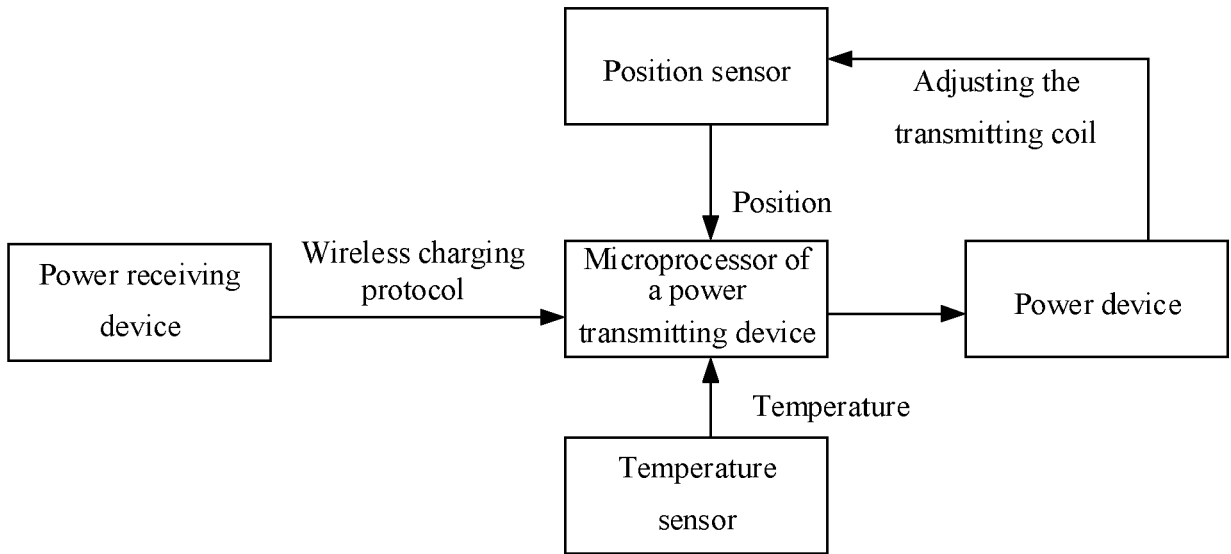 Position sensor
Adjusting the
transmitting coil
Position
Power receiving
device
Wireless charging
protocol
Microprocessor of
a power
transmitting device
Power device
Temperature
Temperature
sensor